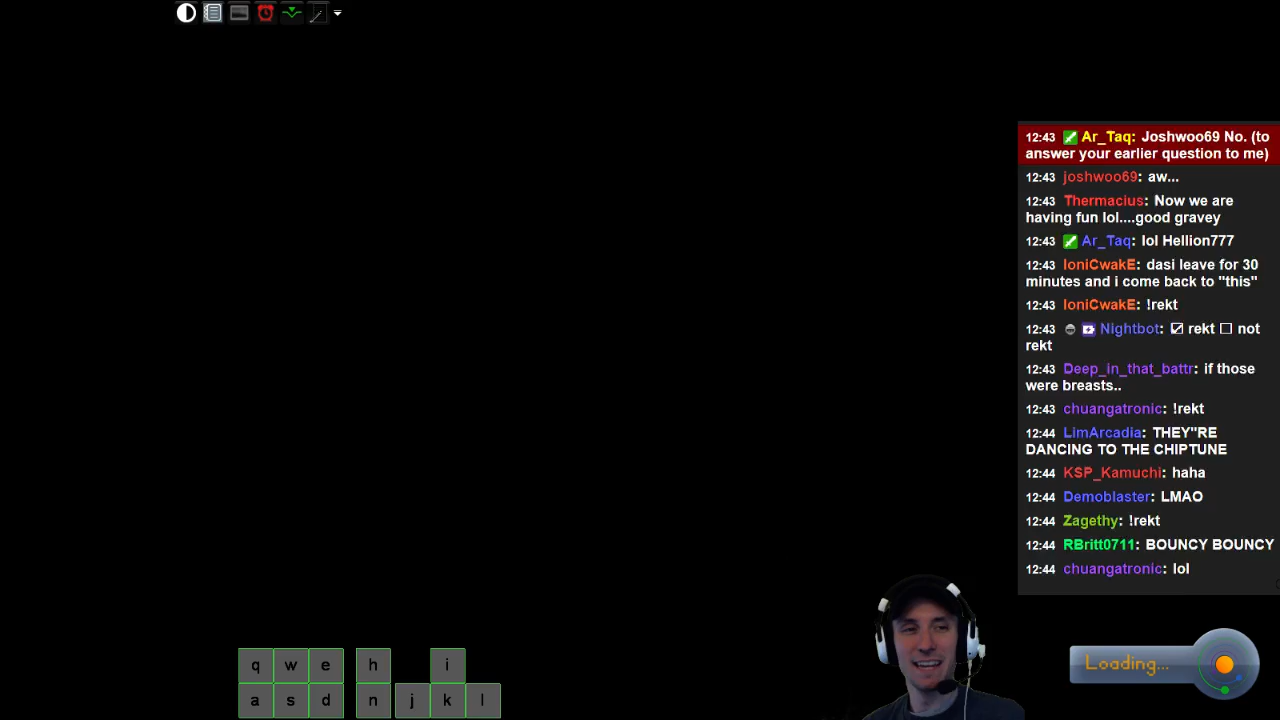 12:43 Ar_Taq: Joshwoo69 No. (to
answer your earlier question to me)
12:43 joshwoo69: aw...
12:43 Thermacius: Now we are
having fun lol....good gravey
12:43 Ar_Taq: lol Hellion777
12:43 IoniCwakE: dasi leave for 30
minutes and i come back to "this"
12:43 IoniCwakE: !rekt
12:43 Nightbot: ☑ rekt ☐ not
rekt
12:43 Deep_in_that_battr: if those
were breasts..
12:43 chuangatronic: !rekt
12:44 LimArcadia: THEY"RE
DANCING TO THE CHIPTUNE
12:44 KSP_Kamuchi: haha
12:44 Demoblaster: LMAO
12:44 Zagethy: !rekt
12:44 RBritt0711: BOUNCY BOUNCY
12:44 chuangatronic: lol
q w e h i
a s d n j k l
Loading...